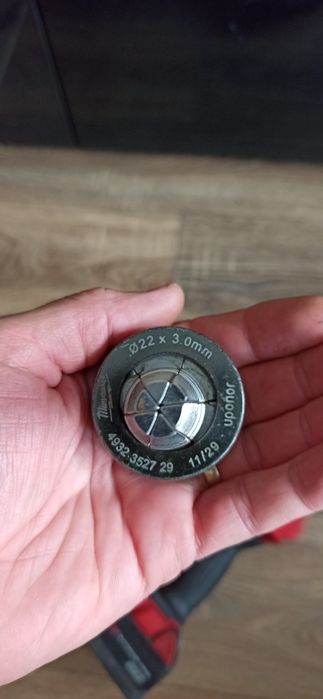 Ø22 x 3.0mm
uponor
Milwaukee
4932 3527 29
11/29